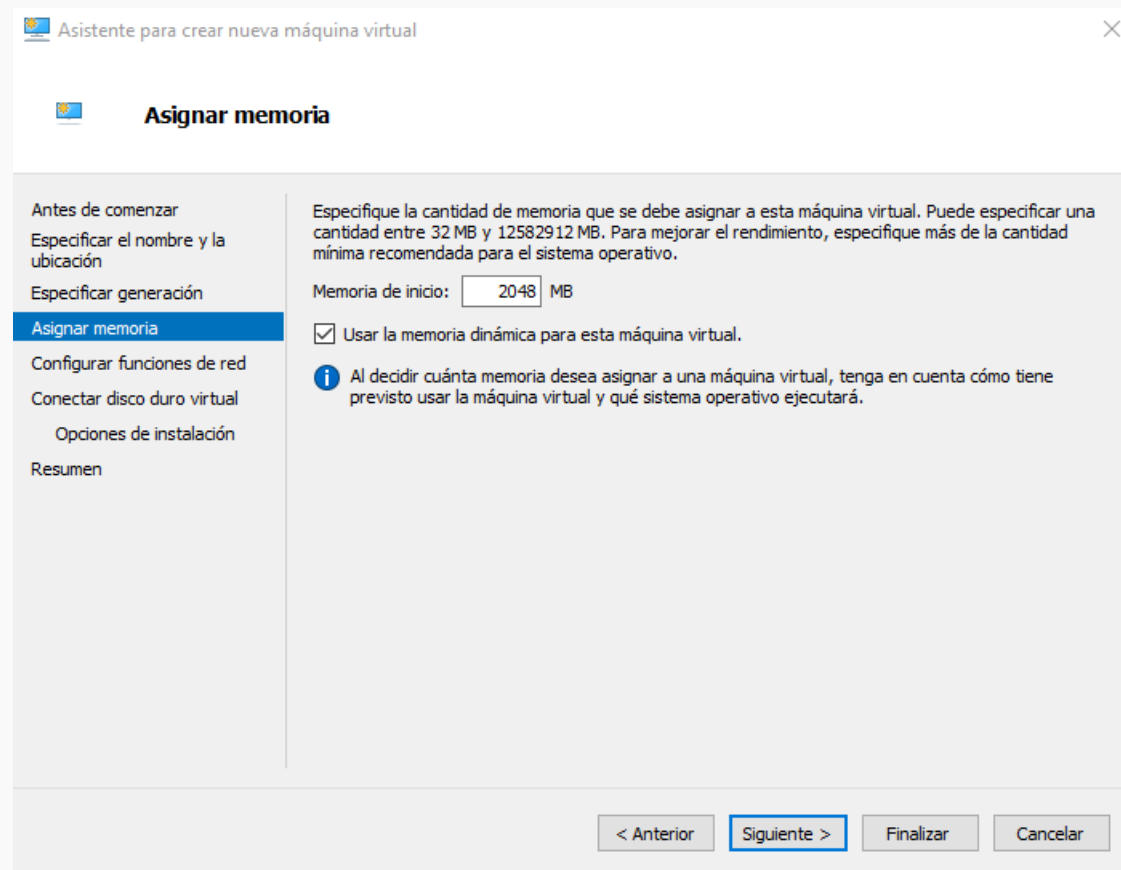 Asistente para crear nueva máquina virtual
Asignar memoria
Antes de comenzar
Especificar el nombre y la
ubicación
Especificar generación
Asignar memoria
Configurar funciones de red
Conectar disco duro virtual
Opciones de instalación
Resumen
Especifique la cantidad de memoria que se debe asignar a esta máquina virtual. Puede especificar una
cantidad entre 32 MB y 12582912 MB. Para mejorar el rendimiento, especifique más de la cantidad
mínima recomendada para el sistema operativo.
Memoria de inicio: 2048 MB
Usar la memoria dinámica para esta máquina virtual.
Al decidir cuánta memoria desea asignar a una máquina virtual, tenga en cuenta cómo tiene
previsto usar la máquina virtual y qué sistema operativo ejecutará.
< Anterior Siguiente > Finalizar Cancelar